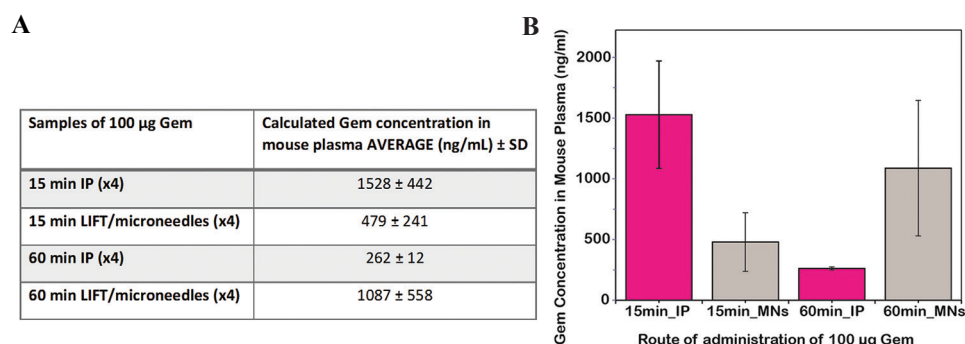 A
B
Samples of 100 µg Gem
Calculated Gem concentration in
mouse plasma AVERAGE (ng/mL) ± SD
15 min IP (x4)
1528 ± 442
15 min LIFT/microneedles (x4)
479 ± 241
60 min IP (x4)
262 ± 12
60 min LIFT/microneedles (x4)
1087 ± 558
Gem Concentration in Mouse Plasma (ng/ml)
2000
1500
1000
500
0
15min_IP
15min_MNs
60min_IP
60min_MNs
Route of administration of 100 µg Gem